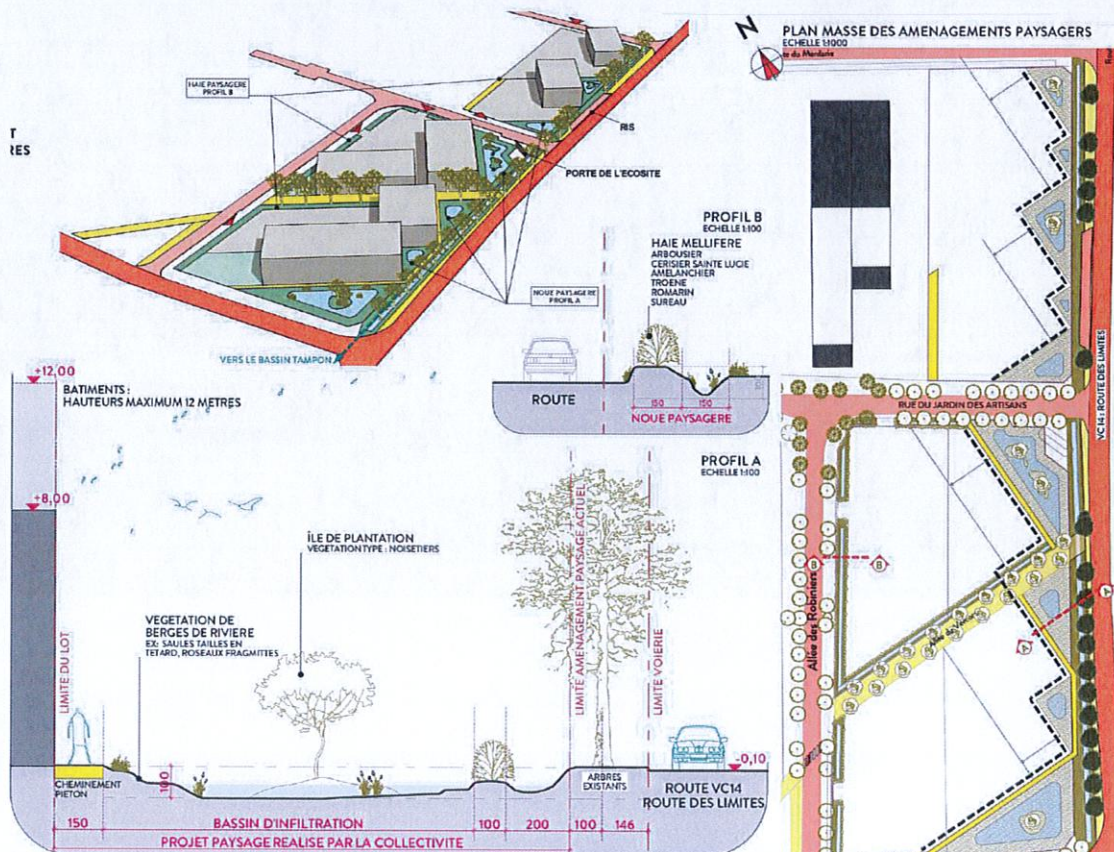 T
RES
HAIE PAYSAGERE
PROFIL B
RIS
PORTE DE L'ECOSITE
NOUE PAYSAGERE
PROFIL A
VERS LE BASSIN TAMPON
PROFIL B
ECHELLE 1:100
HAIE MELLIFERE
ARBOUSIER
CERISIER SAINTE LUCIE
AMELANCHIER
TROENE
ROMARIN
SUREAU
ROUTE
150
150
NOUE PAYSAGERE
+12,00
BATIMENTS :
HAUTEURS MAXIMUM 12 METRES
+8,00
PROFIL A
ECHELLE 1:100
ÎLE DE PLANTATION
VEGETATION TYPE : NOISETIERS
VEGETATION DE
BERGES DE RIVIERE
EX: SAULES TAILLES EN
TETARD, ROSEAUX FRAGMITTES
LIMITE DU LOT
LIMITE AMENAGEMENT PAYSAGE ACTUEL
LIMITE VOIERIE
-0,10
CHEMINEMENT
PIETON
100
ARBRES
EXISTANTS
ROUTE VC14
ROUTE DES LIMITES
150
BASSIN D'INFILTRATION
100
200
100
146
PROJET PAYSAGE REALISE PAR LA COLLECTIVITE
N
PLAN MASSE DES AMENAGEMENTS PAYSAGERS
ECHELLE 1:1000
RUE DU JARDIN DES ARTISANS
VC14 : ROUTE DES LIMITES
Allée des Robiniers
B
B
A
A